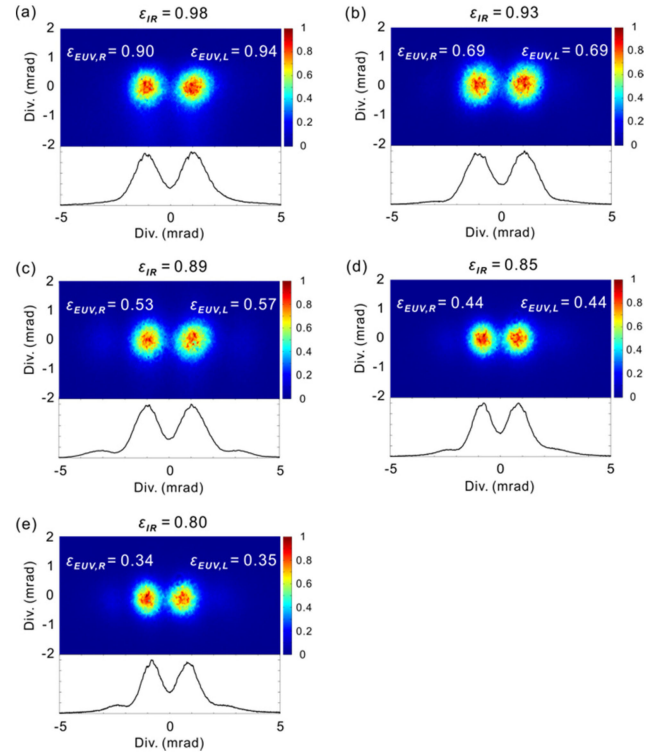 (a)
ε_IR = 0.98
ε_EUV,R = 0.90 ε_EUV,L = 0.94
Div. (mrad)
2
1
0
-1
-2
1
0.8
0.6
0.4
0.2
0
-5 0 5
Div. (mrad)
(b)
ε_IR = 0.93
ε_EUV,R = 0.69 ε_EUV,L = 0.69
Div. (mrad)
2
1
0
-1
-2
1
0.8
0.6
0.4
0.2
0
-5 0 5
Div. (mrad)
(c)
ε_IR = 0.89
ε_EUV,R = 0.53 ε_EUV,L = 0.57
Div. (mrad)
2
1
0
-1
-2
1
0.8
0.6
0.4
0.2
0
-5 0 5
Div. (mrad)
(d)
ε_IR = 0.85
ε_EUV,R = 0.44 ε_EUV,L = 0.44
Div. (mrad)
2
1
0
-1
-2
1
0.8
0.6
0.4
0.2
0
-5 0 5
Div. (mrad)
(e)
ε_IR = 0.80
ε_EUV,R = 0.34 ε_EUV,L = 0.35
Div. (mrad)
2
1
0
-1
-2
1
0.8
0.6
0.4
0.2
0
-5 0 5
Div. (mrad)